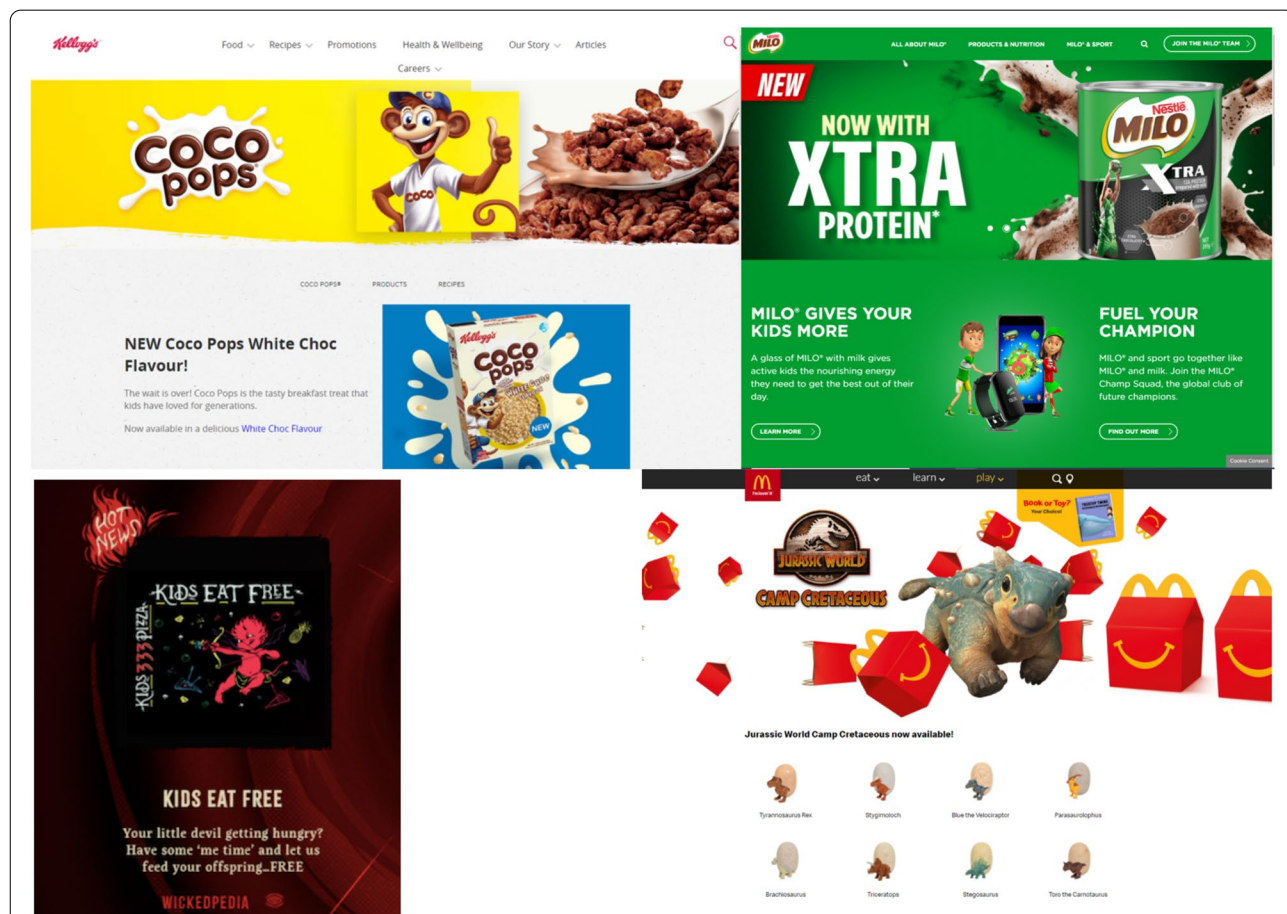 Kellogg's
Food Recipes Promotions Health & Wellbeing Our Story Articles
Careers
coco pops
COCO
COCO POPS® PRODUCTS RECIPES
NEW Coco Pops White Choc
Flavour!
The wait is over! Coco Pops is the tasty breakfast treat that
kids have loved for generations.
Now available in a delicious White Choc Flavour
Kellogg's
coco
pops
NEW
MILO
ALL ABOUT MILO® PRODUCTS & NUTRITION MILO® & SPORT JOIN THE MILO® TEAM
NEW
NOW WITH
XTRA
PROTEIN*
Nestlé
MILO
XTRA
MILO® GIVES YOUR
KIDS MORE
A glass of MILO® with milk gives
active kids the nourishing energy
they need to get the best out of their
day.
LEARN MORE
FUEL YOUR
CHAMPION
MILO® and sport go together like
MILO® and milk. Join the MILO®
Champ Squad, the global club of
future champions.
FIND OUT MORE
Cookie Consent
HOT
NEWS
KIDS EAT FREE
KIDS 333 PIZZA
KIDS EAT FREE
Your little devil getting hungry?
Have some 'me time' and let us
feed your offspring...FREE
WICKEDPEDIA
eat learn play
Book or Toy?
Your Choice!
JURASSIC WORLD
CAMP CRETACEOUS
Jurassic World Camp Cretaceous now available!
Tyrannosaurus Rex Stygimoloch Blue the Velociraptor Parasaurolophus
Brachiosaurus Triceratops Stegosaurus Toro the Carnotaurus